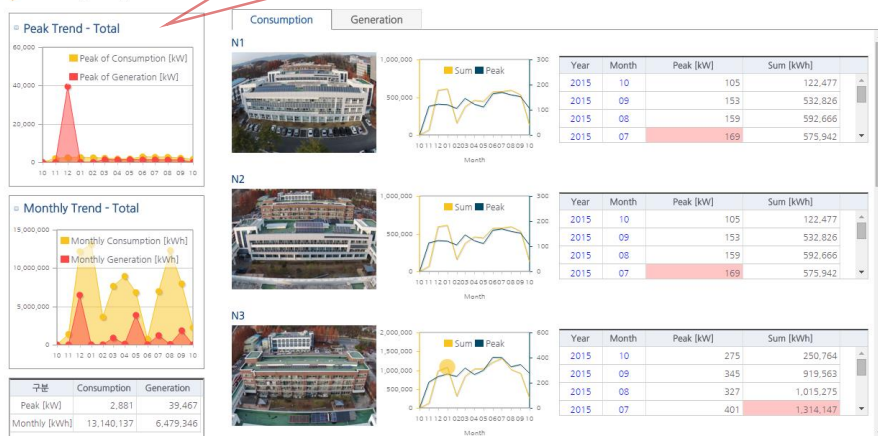 Peak Trend - Total
60,000
40,000
20,000
0
Peak of Consumption [kW]
Peak of Generation [kW]
10 11 12 01 02 03 04 05 06 07 08 09 10
Monthly Trend - Total
15,000,000
10,000,000
5,000,000
0
Monthly Consumption [kWh]
Monthly Generation [kWh]
10 11 12 01 02 03 04 05 06 07 08 09 10
구분 Consumption Generation
Peak [kW] 2,881 39,467
Monthly [kWh] 13,140,137 6,479,346
Consumption Generation
N1
1,000,000
500,000
0
Sum Peak
300
200
100
0
10 11 12 01 02 03 04 05 06 07 08 09 10
Month
Year Month Peak [kW] Sum [kWh]
2015 10 105 122,477
2015 09 153 532,826
2015 08 159 592,666
2015 07 169 575,942
N2
1,000,000
500,000
0
Sum Peak
300
200
100
0
10 11 12 01 02 03 04 05 06 07 08 09 10
Month
Year Month Peak [kW] Sum [kWh]
2015 10 105 122,477
2015 09 153 532,826
2015 08 159 592,666
2015 07 169 575,942
N3
2,000,000
1,500,000
1,000,000
500,000
0
Sum Peak
600
400
200
0
10 11 12 01 02 03 04 05 06 07 08 09 10
Month
Year Month Peak [kW] Sum [kWh]
2015 10 275 250,764
2015 09 345 919,563
2015 08 327 1,015,275
2015 07 401 1,314,147